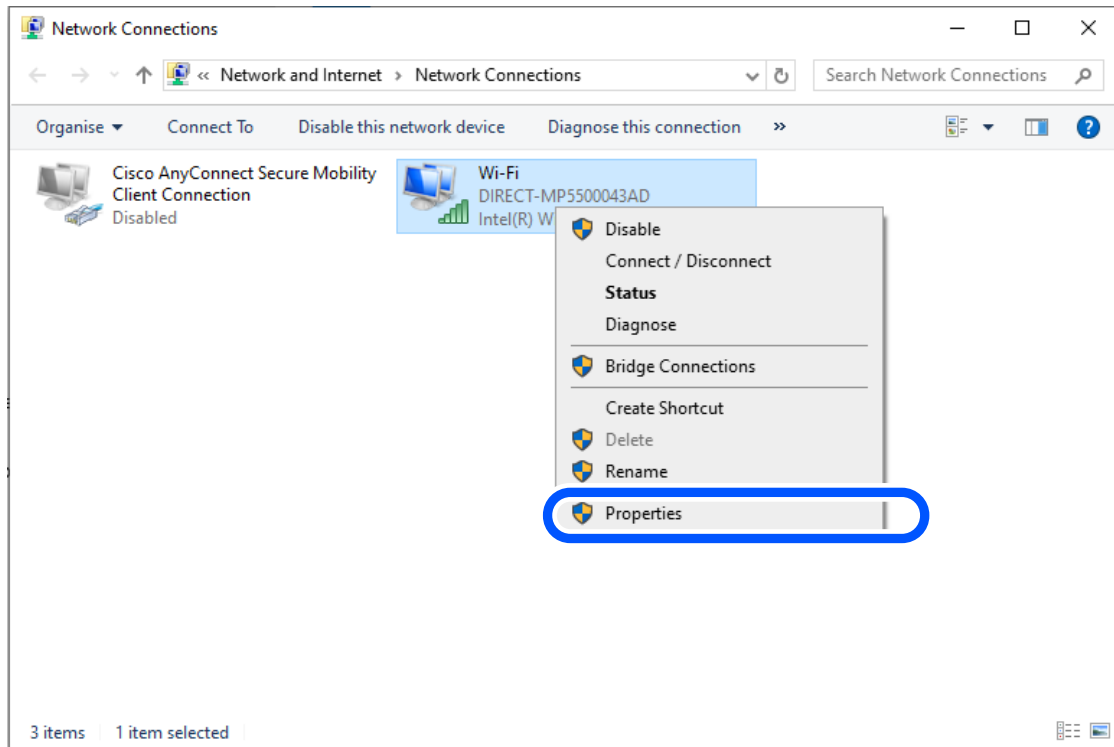 Network Connections
« Network and Internet › Network Connections
Search Network Connections
Organise
Connect To
Disable this network device
Diagnose this connection
»
?
Cisco AnyConnect Secure Mobility
Client Connection
Disabled
Wi-Fi
DIRECT-MP5500043AD
Intel(R) W
Disable
Connect / Disconnect
Status
Diagnose
Bridge Connections
Create Shortcut
Delete
Rename
Properties
3 items
1 item selected